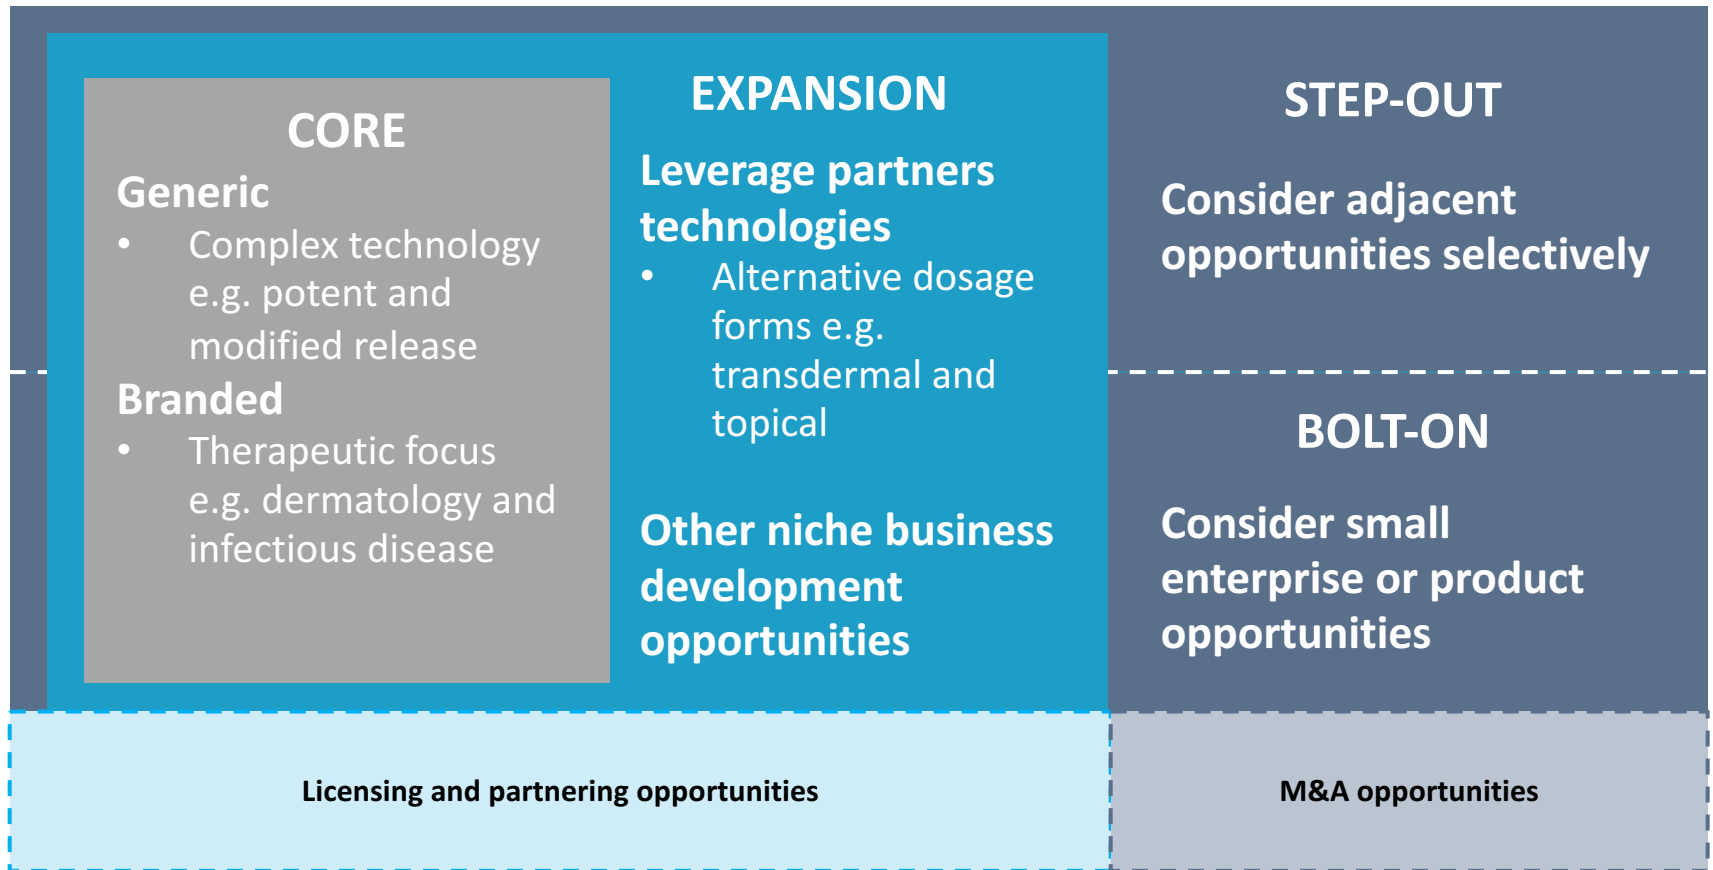 CORE
Generic
• Complex technology
e.g. potent and
modified release
Branded
• Therapeutic focus
e.g. dermatology and
infectious disease
EXPANSION
Leverage partners
technologies
• Alternative dosage
forms e.g.
transdermal and
topical
Other niche business
development
opportunities
STEP-OUT
Consider adjacent
opportunities selectively
BOLT-ON
Consider small
enterprise or product
opportunities
Licensing and partnering opportunities
M&A opportunities